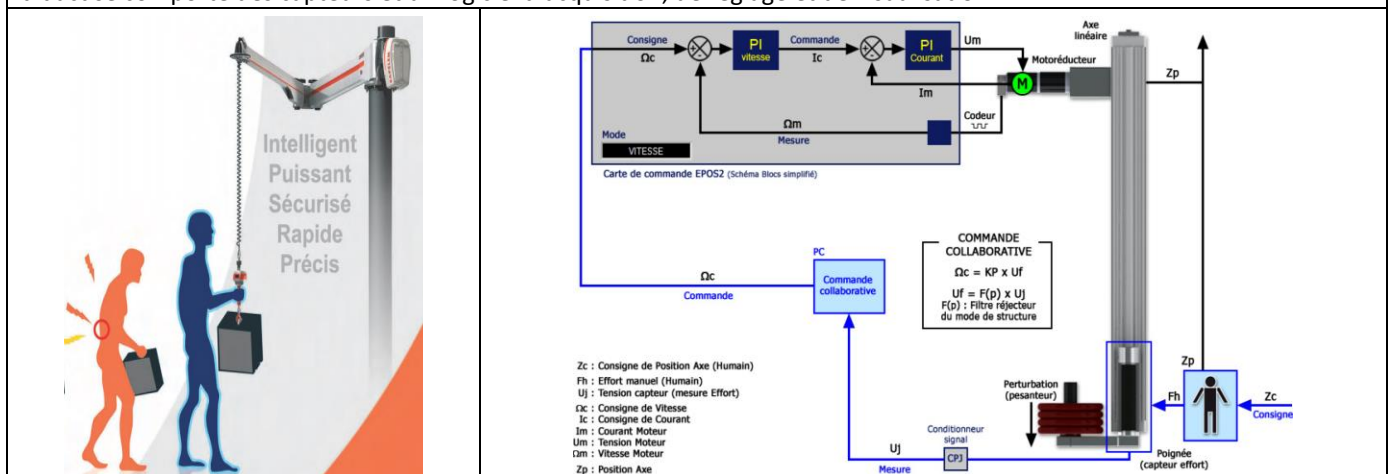 Intelligent
Puissant
Sécurisé
Rapide
Précis
Consigne
Ωc
PI
vitesse
Commande
Ic
PI
Courant
Um
Im
Ωm
Mesure
Mode
VITESSE
Carte de commande EPOS2 (Schéma Blocs simplifié)
Axe
linéaire
Motoréducteur
M
Codeur
Zp
COMMANDE
COLLABORATIVE
Ωc = KP x Uf
Uf = F(p) x Uj
F(p) : Filtre réjecteur
du mode de structure
PC
Commande
collaborative
Ωc
Commande
Zc : Consigne de Position Axe (Humain)
Fh : Effort manuel (Humain)
Uj : Tension capteur (mesure Effort)
Ωc : Consigne de Vitesse
Ic : Consigne de Courant
Im : Courant Moteur
Um : Tension Moteur
Ωm : Vitesse Moteur
Zp : Position Axe
Perturbation
(pesanteur)
Zp
Fh
Zc
Consigne
Conditionneur
signal
CPJ
Uj
Mesure
Poignée
(capteur effort)